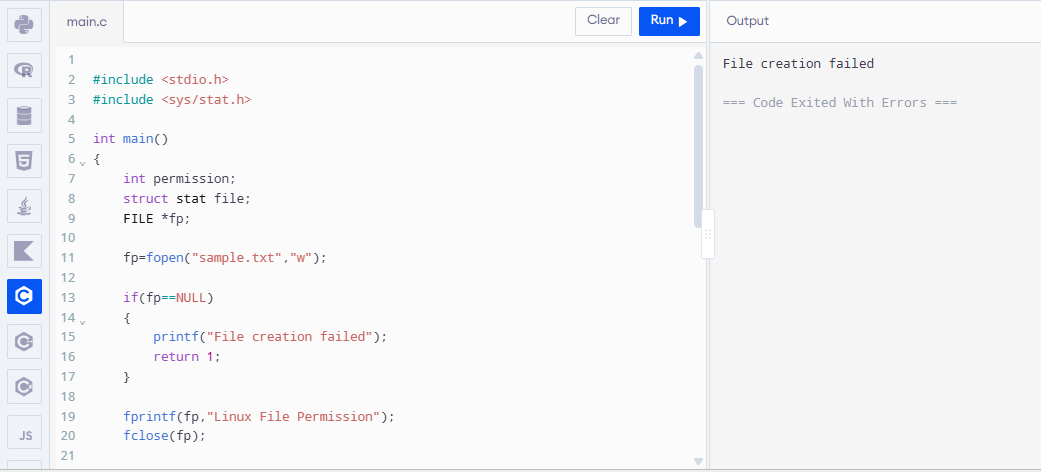 main.c
Clear
Run
Output
1
2 #include <stdio.h>
3 #include <sys/stat.h>
4
5 int main()
6 {
7 int permission;
8 struct stat file;
9 FILE *fp;
10
11 fp=fopen("sample.txt","w");
12
13 if(fp==NULL)
14 {
15 printf("File creation failed");
16 return 1;
17 }
18
19 fprintf(fp,"Linux File Permission");
20 fclose(fp);
21
File creation failed
=== Code Exited With Errors ===
R
5
C
C
C
JS